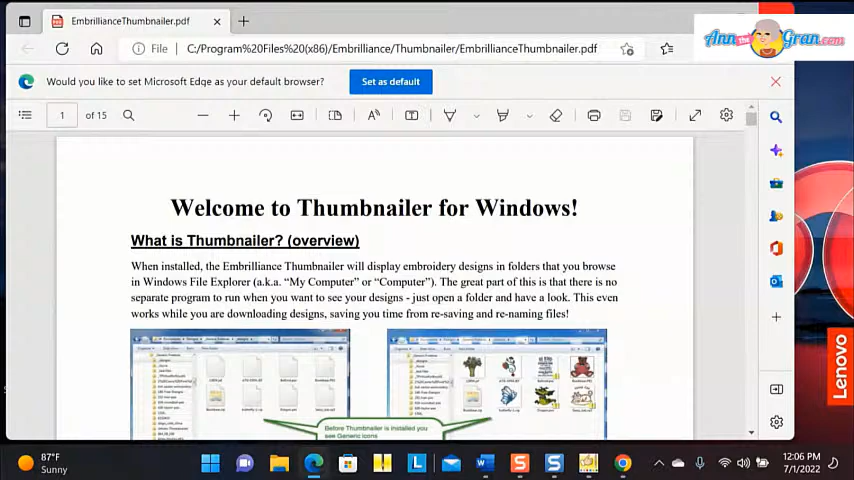 EmbrillianceThumbnailer.pdf
Ann the Gran.com
File
C:/Program%20Files%20(x86)/Embrilliance/Thumbnailer/EmbrillianceThumbnailer.pdf
Would you like to set Microsoft Edge as your default browser?
Set as default
1
of 15
Welcome to Thumbnailer for Windows!
What is Thumbnailer? (overview)
When installed, the Embrilliance Thumbnailer will display embroidery designs in folders that you browse
in Windows File Explorer (a.k.a. “My Computer” or “Computer”). The great part of this is that there is no
separate program to run when you want to see your designs - just open a folder and have a look. This even
works while you are downloading designs, saving you time from re-saving and re-naming files!
Before Thumbnailer is installed you
see Generic icons
Lenovo
87°F
Sunny
12:06 PM
7/1/2022